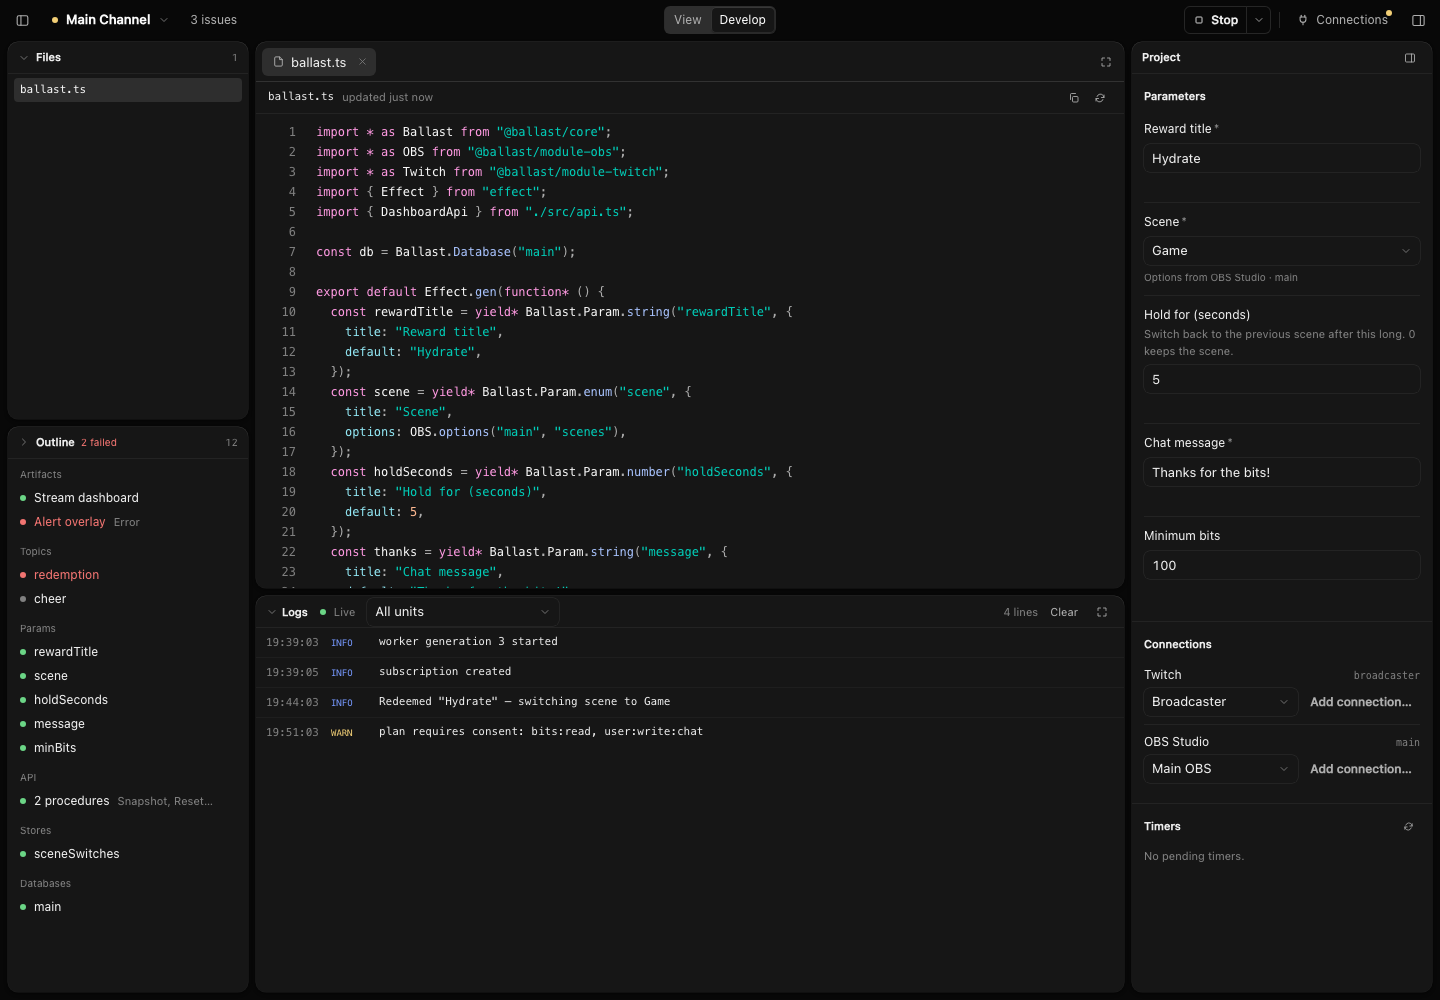 Main Channel
3 issues
View
Develop
Stop
Connections
Files
1
ballast.ts
Outline
2 failed
12
Artifacts
Stream dashboard
Alert overlay Error
Topics
redemption
cheer
Params
rewardTitle
scene
holdSeconds
message
minBits
API
2 procedures Snapshot, Reset...
Stores
sceneSwitches
Databases
main
ballast.ts
ballast.ts updated just now
1 import * as Ballast from "@ballast/core";
2 import * as OBS from "@ballast/module-obs";
3 import * as Twitch from "@ballast/module-twitch";
4 import { Effect } from "effect";
5 import { DashboardApi } from "./src/api.ts";
6
7 const db = Ballast.Database("main");
8
9 export default Effect.gen(function* () {
10 const rewardTitle = yield* Ballast.Param.string("rewardTitle", {
11 title: "Reward title",
12 default: "Hydrate",
13 });
14 const scene = yield* Ballast.Param.enum("scene", {
15 title: "Scene",
16 options: OBS.options("main", "scenes"),
17 });
18 const holdSeconds = yield* Ballast.Param.number("holdSeconds", {
19 title: "Hold for (seconds)",
20 default: 5,
21 });
22 const thanks = yield* Ballast.Param.string("message", {
23 title: "Chat message",
Logs
Live
All units
4 lines
Clear
19:39:03 INFO worker generation 3 started
19:39:05 INFO subscription created
19:44:03 INFO Redeemed "Hydrate" — switching scene to Game
19:51:03 WARN plan requires consent: bits:read, user:write:chat
Project
Parameters
Reward title *
Hydrate
Scene *
Game
Options from OBS Studio · main
Hold for (seconds)
Switch back to the previous scene after this long. 0
keeps the scene.
5
Chat message *
Thanks for the bits!
Minimum bits
100
Connections
Twitch broadcaster
Broadcaster Add connection...
OBS Studio main
Main OBS Add connection...
Timers
No pending timers.